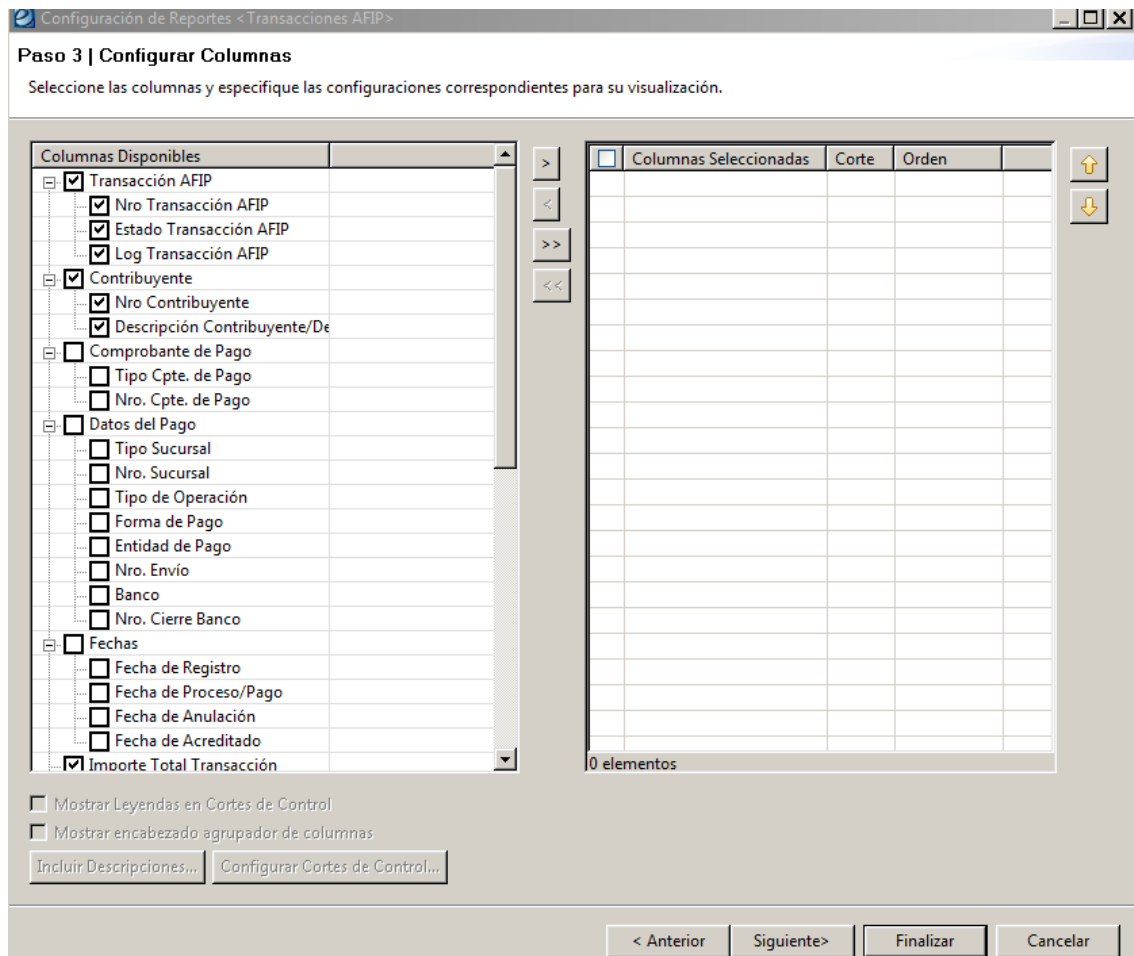 Configuración de Reportes <Transacciones AFIP>
Paso 3 | Configurar Columnas
Seleccione las columnas y especifique las configuraciones correspondientes para su visualización.
Columnas Disponibles
Transacción AFIP
Nro Transacción AFIP
Estado Transacción AFIP
Log Transacción AFIP
Contribuyente
Nro Contribuyente
Descripción Contribuyente/De
Comprobante de Pago
Tipo Cpte. de Pago
Nro. Cpte. de Pago
Datos del Pago
Tipo Sucursal
Nro. Sucursal
Tipo de Operación
Forma de Pago
Entidad de Pago
Nro. Envío
Banco
Nro. Cierre Banco
Fechas
Fecha de Registro
Fecha de Proceso/Pago
Fecha de Anulación
Fecha de Acreditado
Importe Total Transacción
>
<
>>
<<
Columnas Seleccionadas Corte Orden
0 elementos
Mostrar Leyendas en Cortes de Control
Mostrar encabezado agrupador de columnas
Incluir Descripciones... Configurar Cortes de Control...
< Anterior Siguiente> Finalizar Cancelar